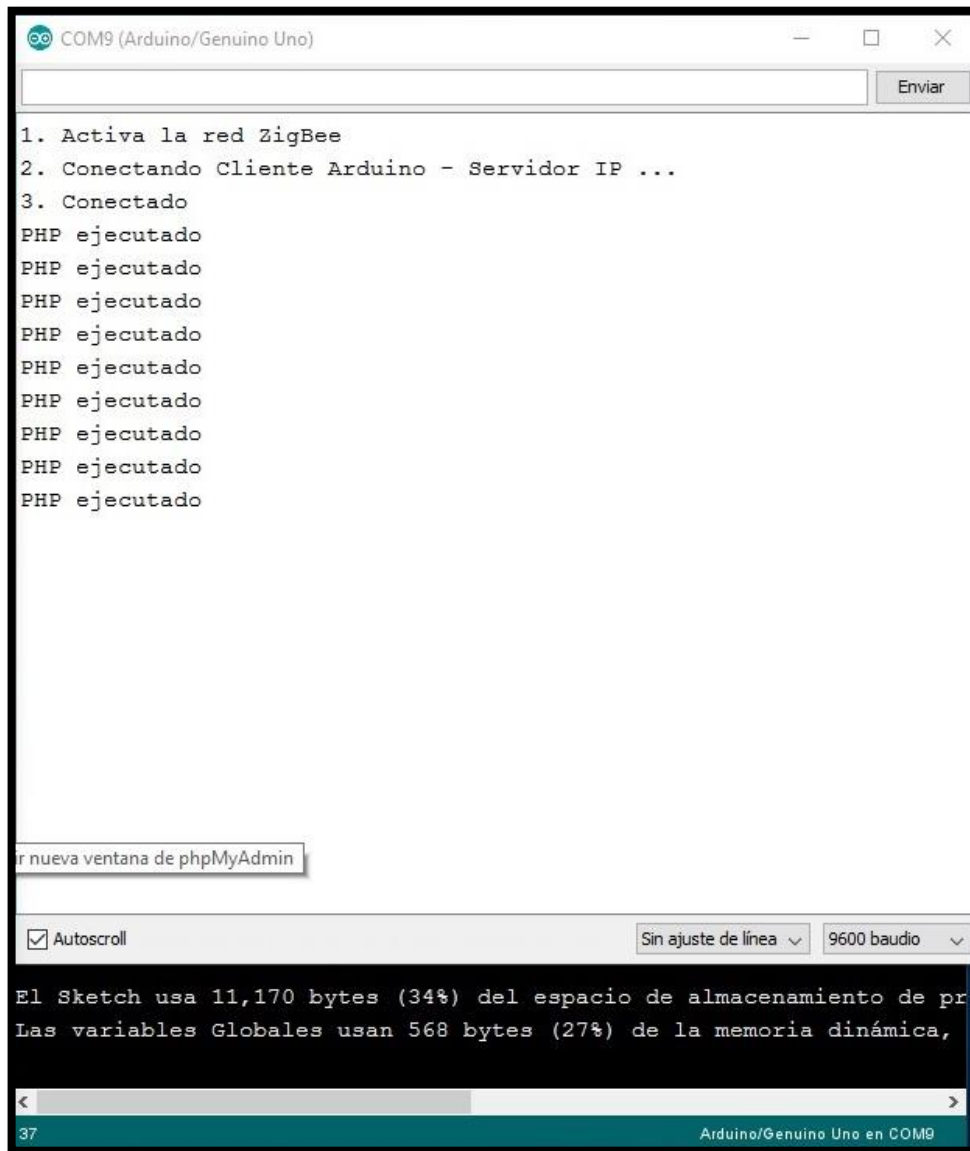 COM9 (Arduino/Genuino Uno)
Enviar
1. Activa la red ZigBee
2. Conectando Cliente Arduino - Servidor IP ...
3. Conectado
PHP ejecutado
PHP ejecutado
PHP ejecutado
PHP ejecutado
PHP ejecutado
PHP ejecutado
PHP ejecutado
PHP ejecutado
PHP ejecutado
ir nueva ventana de phpMyAdmin
Autoscroll
Sin ajuste de línea
9600 baudio
El Sketch usa 11,170 bytes (34%) del espacio de almacenamiento de pr
Las variables Globales usan 568 bytes (27%) de la memoria dinámica,
37
Arduino/Genuino Uno en COM9